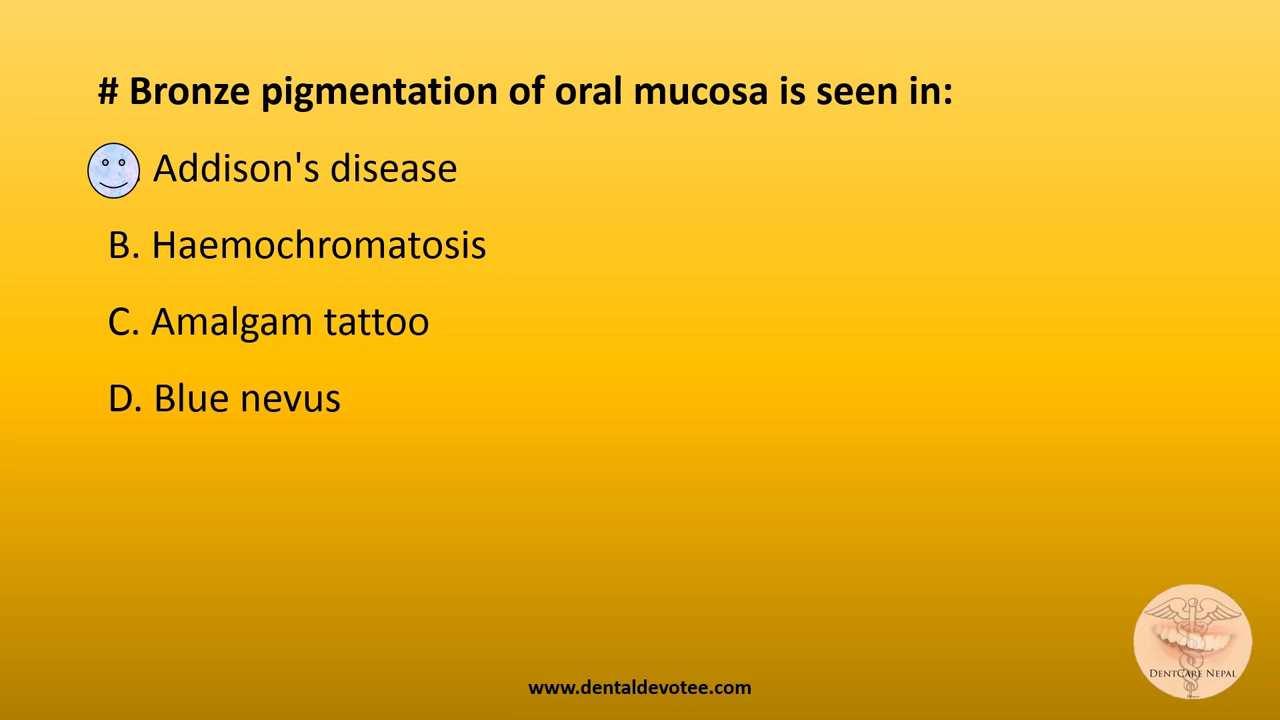 # Bronze pigmentation of oral mucosa is seen in:
. Addison's disease
B. Haemochromatosis
C. Amalgam tattoo
D. Blue nevus
DentCare Nepal
www.dentaldevotee.com